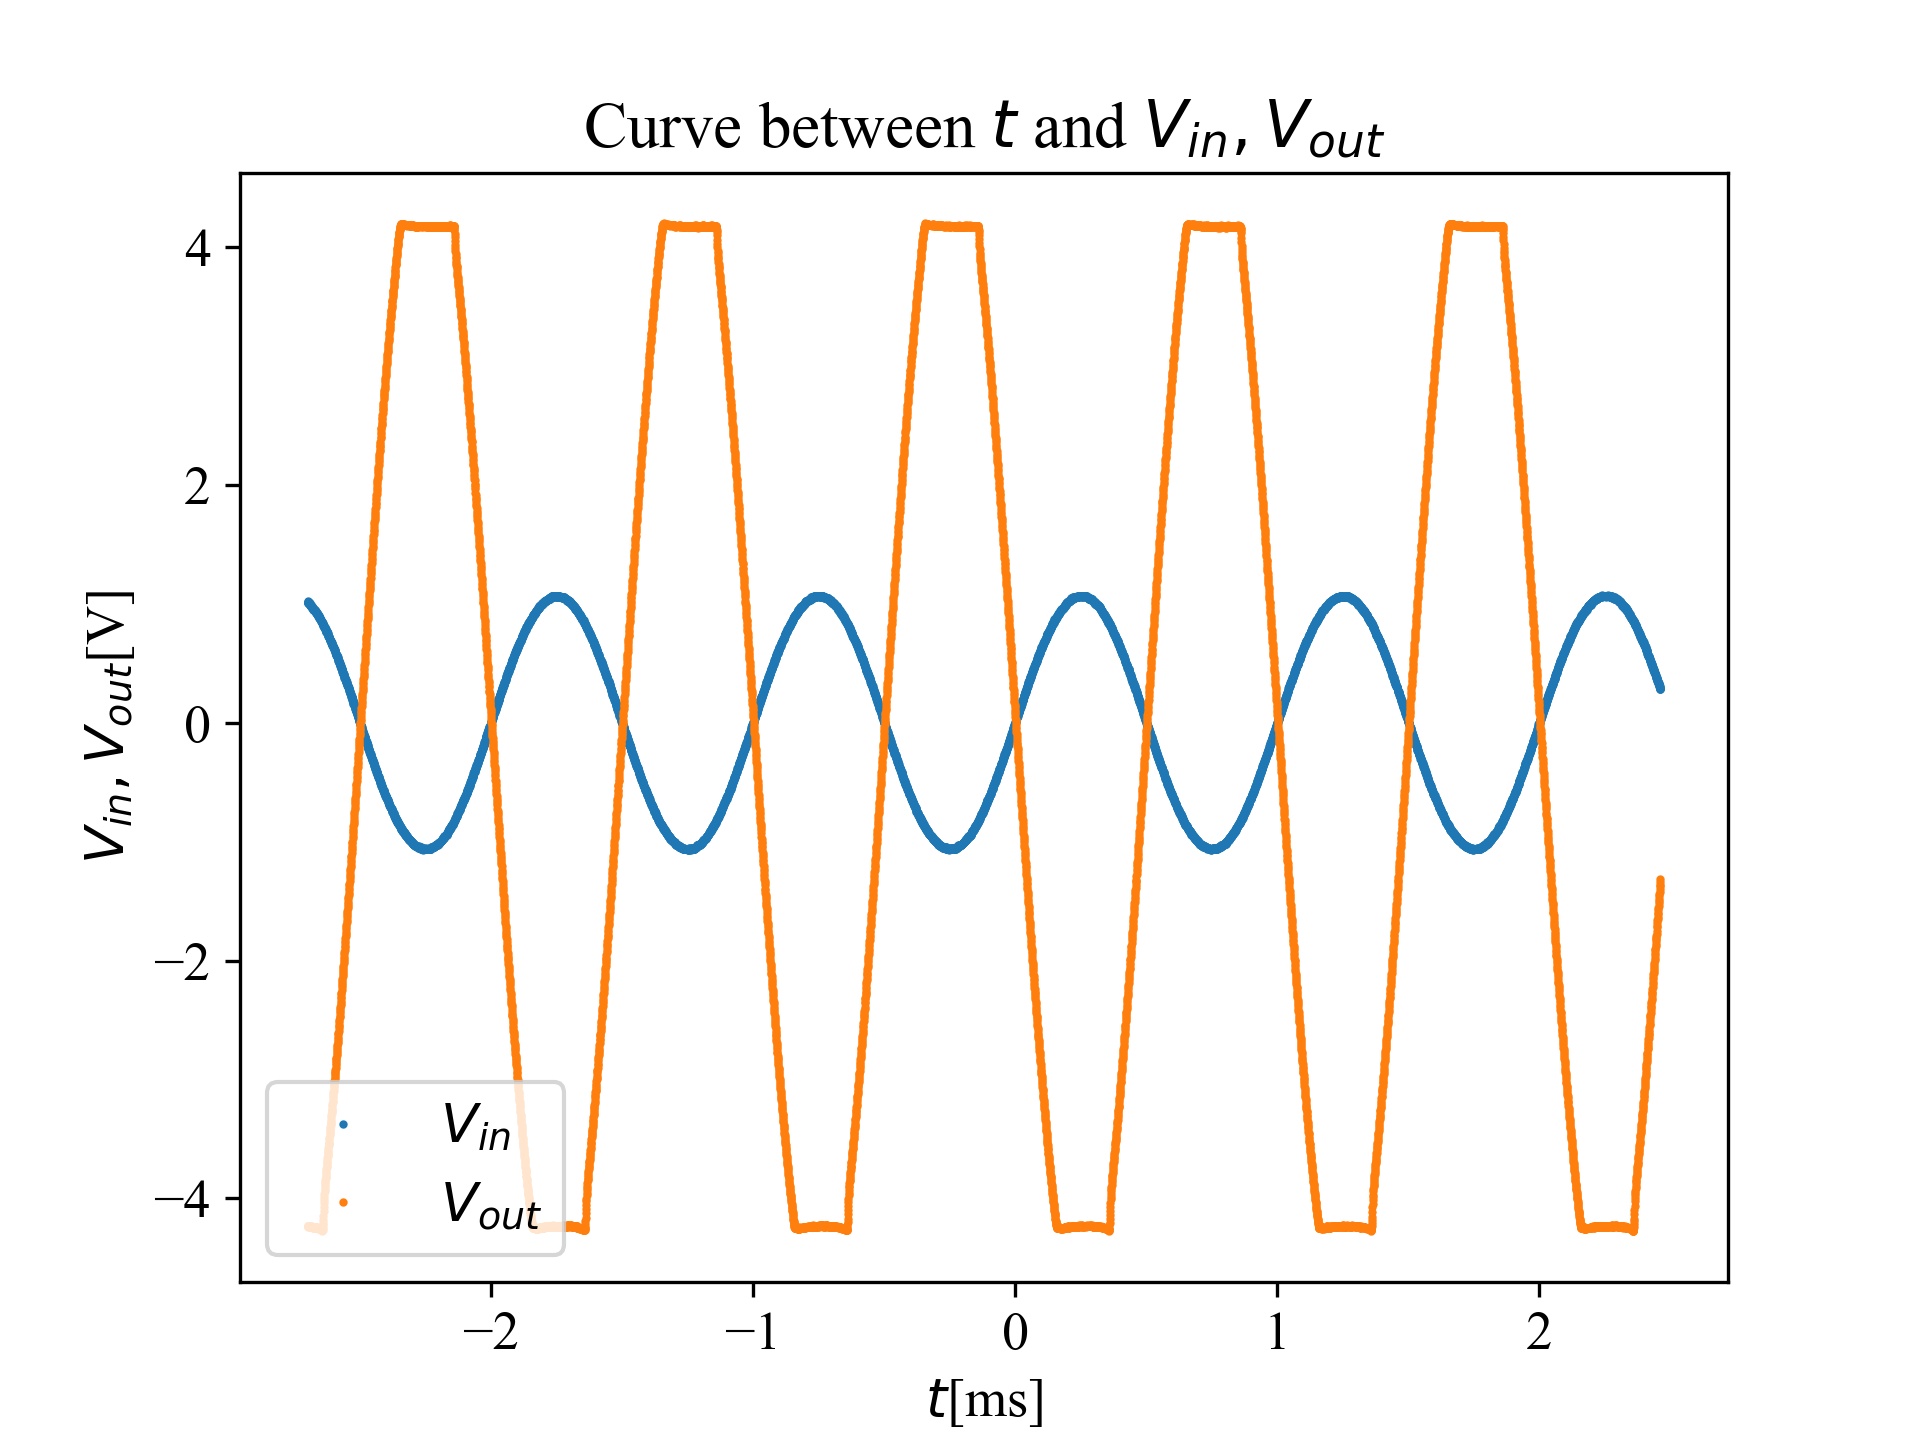 Curve between t and V_in, V_out
4
2
0
−2
−4
V_in, V_out[V]
V_in
V_out
−2 −1 0 1 2
t[ms]